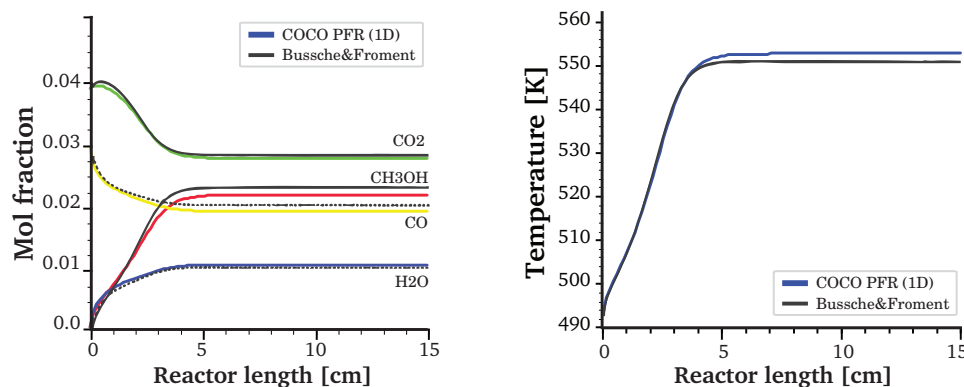 COCO PFR (1D)
Bussche&Froment
0.04
0.03
0.02
0.01
0.0
Mol fraction
CO2
CH3OH
CO
H2O
0
5
10
15
Reactor length [cm]
560
550
540
530
520
510
500
490
Temperature [K]
COCO PFR (1D)
Bussche&Froment
0
5
10
15
Reactor length [cm]